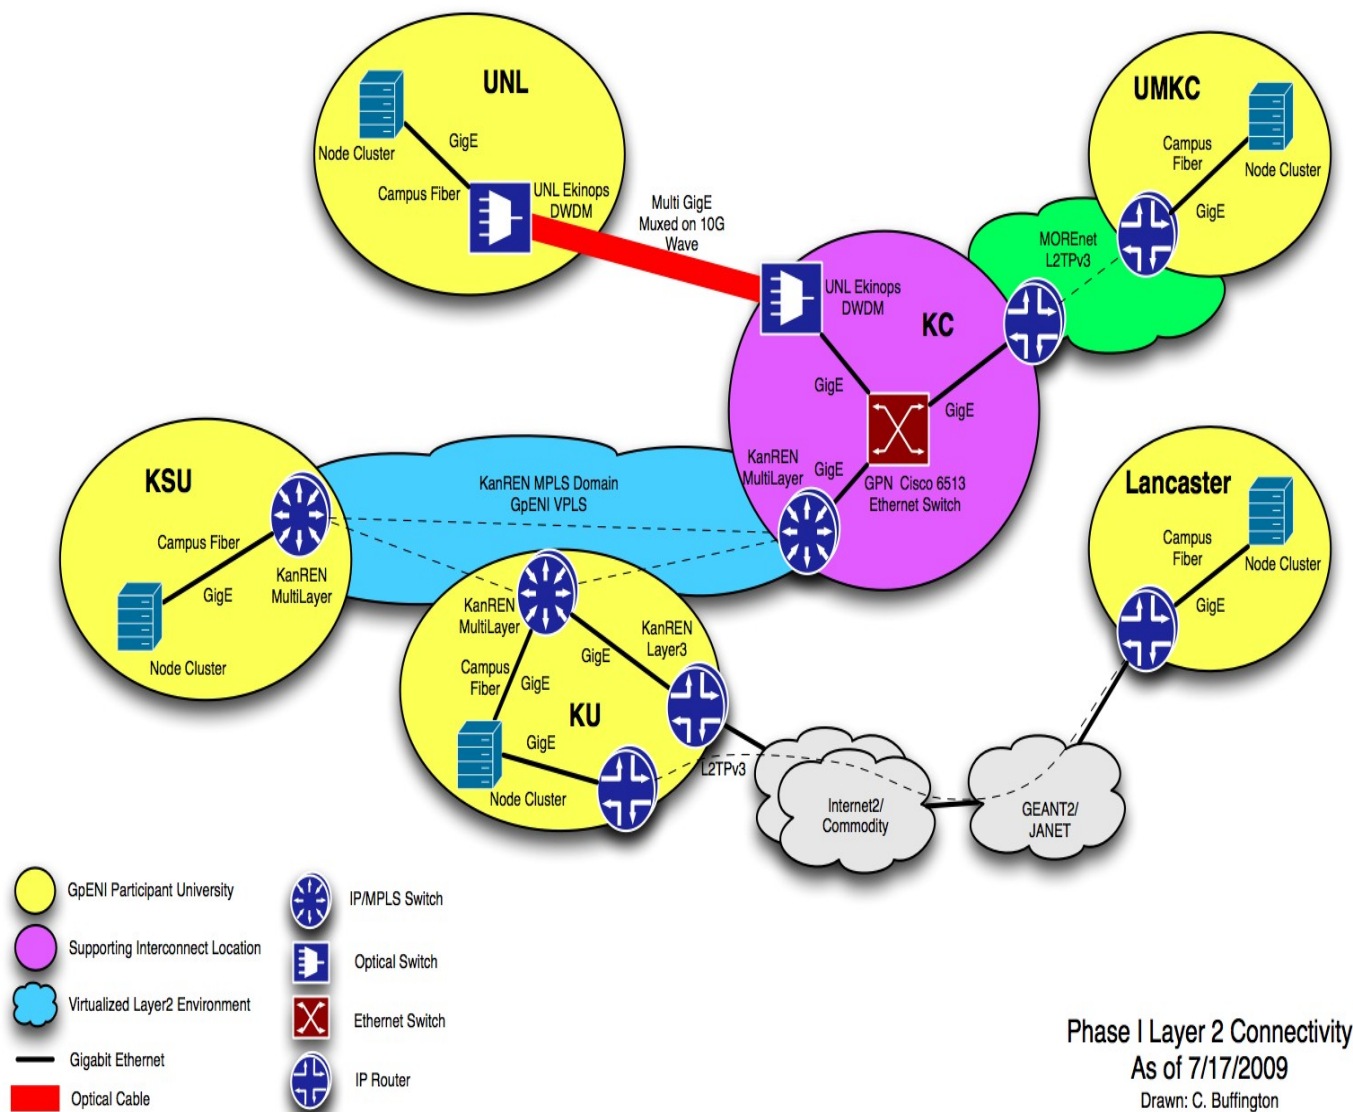 UNL
Node Cluster
GigE
Campus Fiber
UNL Ekinops
DWDM
Multi GigE
Muxed on 10G
Wave
UMKC
Campus
Fiber
Node Cluster
GigE
MOREnet
L2TPv3
UNL Ekinops
DWDM
KC
GigE
GigE
KanREN
MultiLayer
GigE
GPN Cisco 6513
Ethernet Switch
KSU
Campus Fiber
GigE
KanREN
MultiLayer
Node Cluster
KanREN MPLS Domain
GpENI VPLS
KanREN
MultiLayer
KanREN
Layer3
GigE
Campus
Fiber
GigE
KU
GigE
Node Cluster
L2TPv3
Internet2/
Commodity
GEANT2/
JANET
Lancaster
Campus
Fiber
Node Cluster
GigE
GpENI Participant University
Supporting Interconnect Location
Virtualized Layer2 Environment
Gigabit Ethernet
Optical Cable
IP/MPLS Switch
Optical Switch
Ethernet Switch
IP Router
Phase I Layer 2 Connectivity
As of 7/17/2009
Drawn: C. Buffington